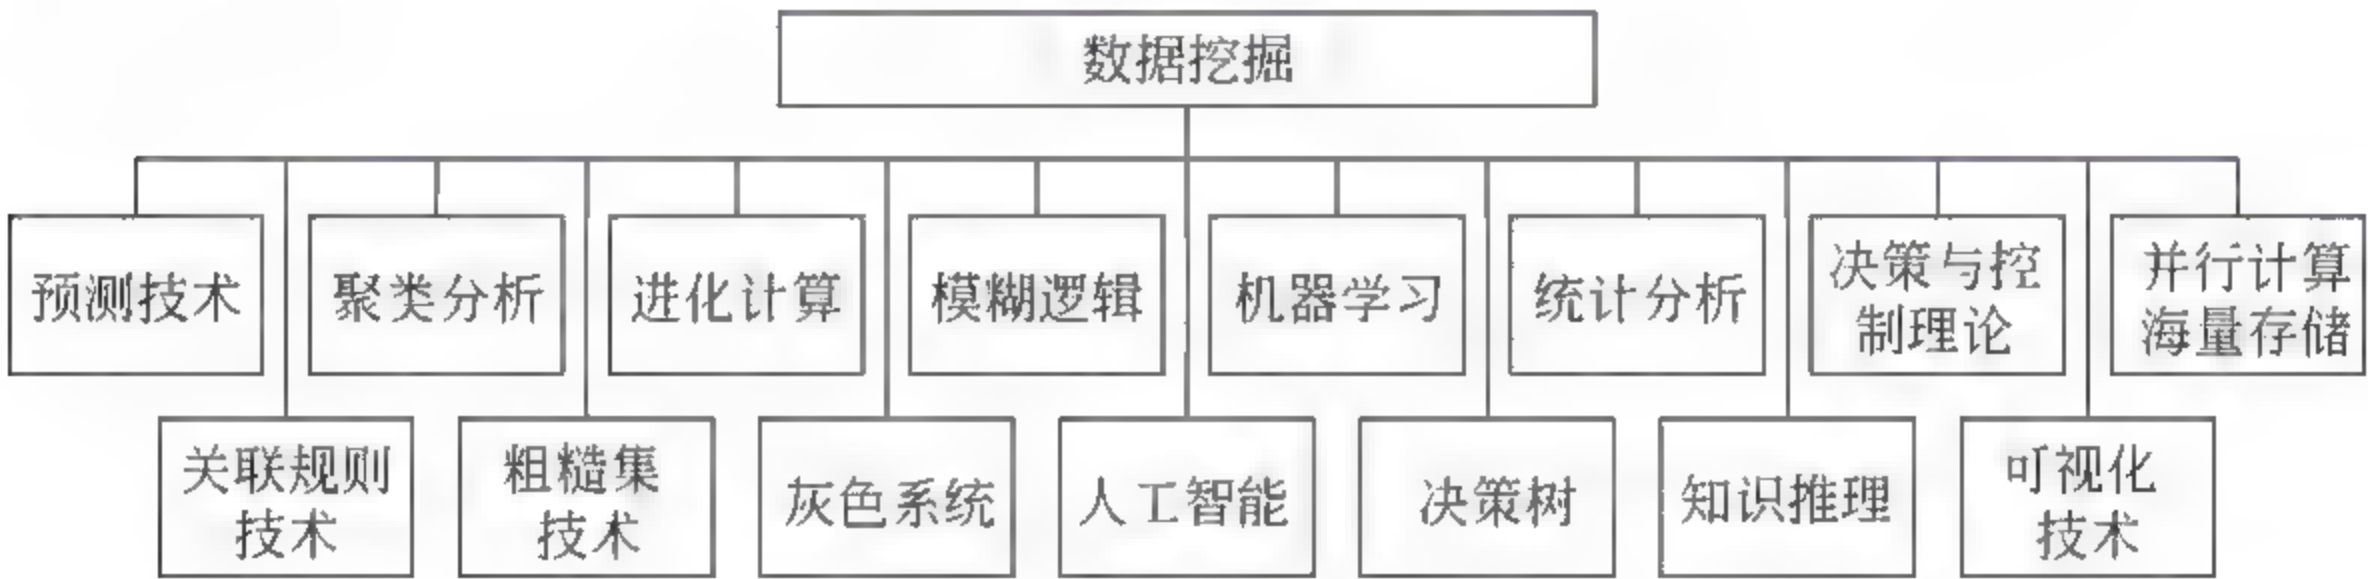 数据挖掘
预测技术
聚类分析
进化计算
模糊逻辑
机器学习
统计分析
决策与控
制理论
并行计算
海量存储
关联规则
技术
粗糙集
技术
灰色系统
人工智能
决策树
知识推理
可视化
技术